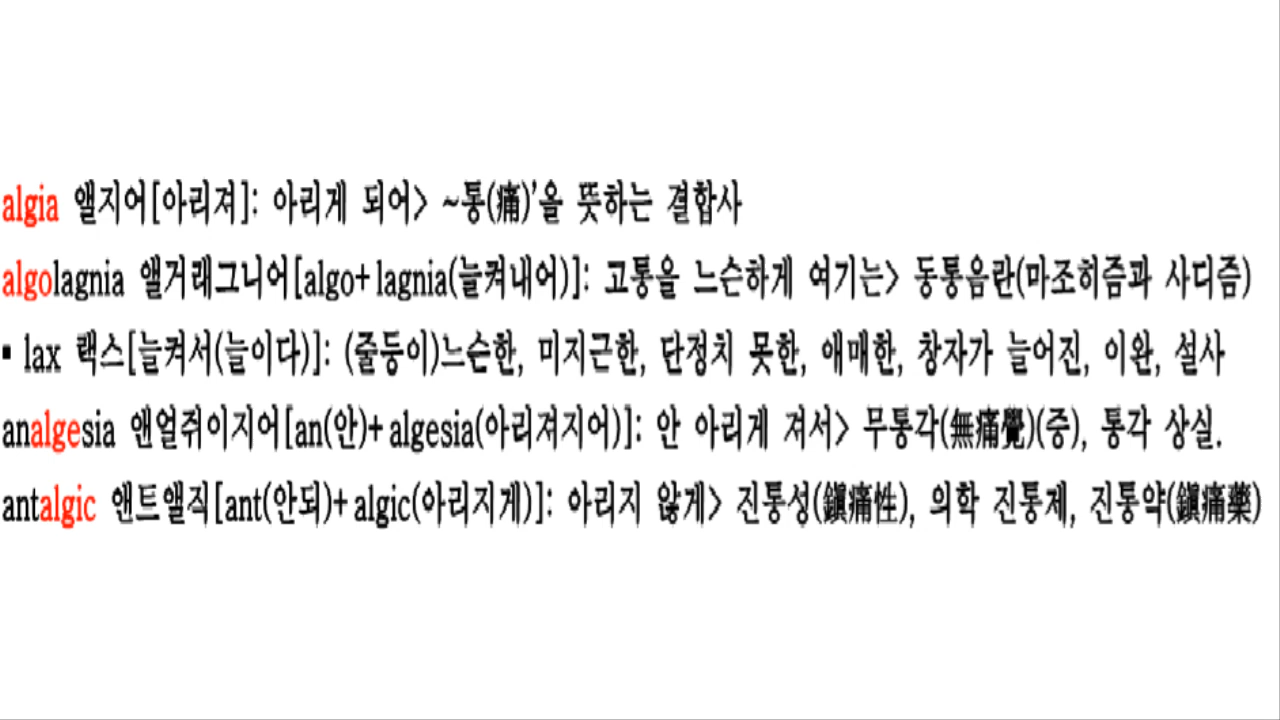 algia 앨지어[아리져]: 아리게 되어> ~통(痛)'을 뜻하는 결합사
algolagnia 앨거래그니어[algo+ lagnia(늘켜내어)]: 고통을 느슨하게 여기는> 동통음란(마조히즘과 사디즘)
▪ lax 랙스[늘켜서(늘이다)]: (줄등이)느슨한, 미지근한, 단정치 못한, 애매한, 창자가 늘어진, 이완, 설사
analgesia 앤얼쥐이지어[an(안)+ algesia(아리져지어)]: 안 아리게 져서> 무통각(無痛覺)(증), 통각 상실.
antalgic 앤트앨직[ant(안되)+ algic(아리지게)]: 아리지 않게> 진통성(鎭痛性), 의학 진통제, 진통약(鎭痛藥)